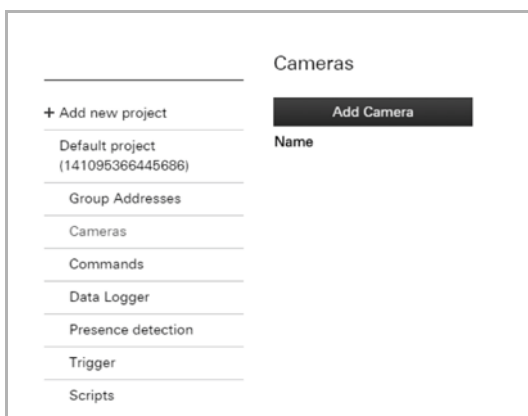 Cameras
Add Camera
Name
+ Add new project
Default project
(141095366445686)
Group Addresses
Cameras
Commands
Data Logger
Presence detection
Trigger
Scripts